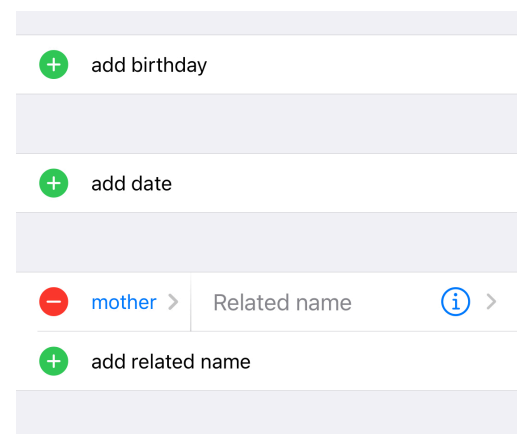 add birthday
add date
mother Related name
add related name